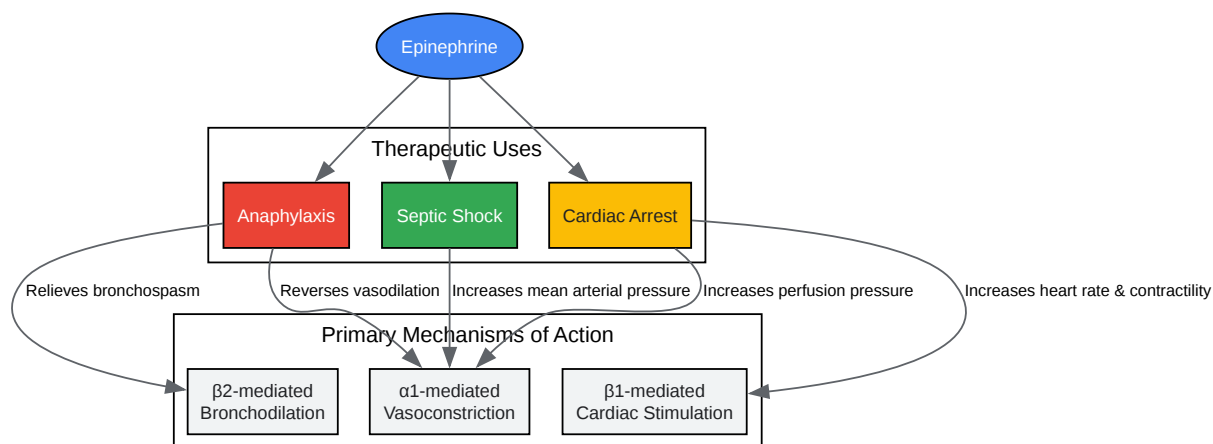 Epinephrine
Therapeutic Uses
Anaphylaxis
Septic Shock
Cardiac Arrest
Relieves bronchospasm
Reverses vasodilation
Increases mean arterial pressure
Increases perfusion pressure
Increases heart rate & contractility
Primary Mechanisms of Action
β2-mediated
Bronchodilation
α1-mediated
Vasoconstriction
β1-mediated
Cardiac Stimulation